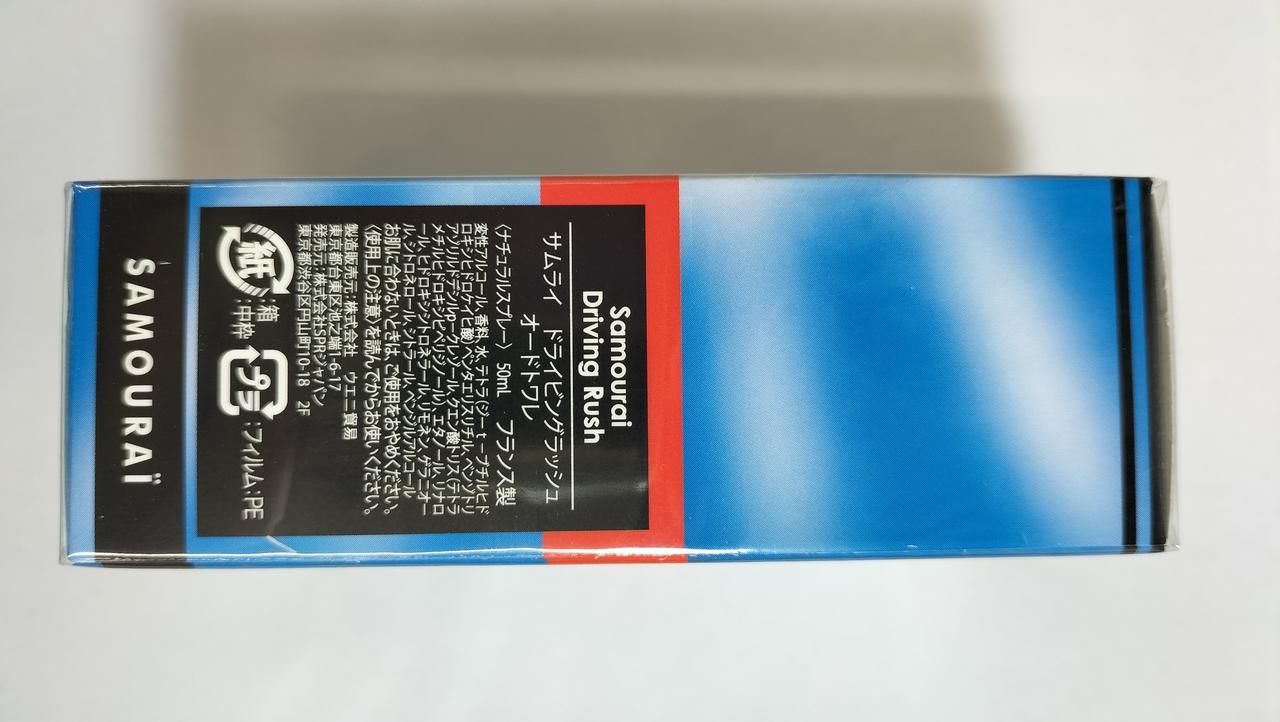 Samourai
Driving Rush
サムライ ドライビングラッシュ
オードトワレ
(ナチュラルスプレー) 50mL フランス製
変性アルコール、香料、水、テトラ(ジ-t-ブチルヒド
ロキシヒドロケイヒ酸)ペンタエリスリチル、ベンゾトリ
アゾリルドデシルp-クレゾール、クエン酸トリス(テトラ
メチルヒドロキシピペリジノール)、エタノール、リナロ
ール、ヒドロキシシトロネラール、リモネン、ゲラニオー
ル、シトロネロール、シトラール、ベンジルアルコール
お肌に合わないときは、ご使用をおやめください。
〈使用上の注意〉を読んでからお使いください。
製造販売元:株式会社 ウエニ貿易
東京都台東区池之端1-6-17
発売元:株式会社SPRジャパン
東京都渋谷区円山町10-18 2F
紙 :箱
:中枠
プラ :フィルム:PE
SAMOURAÏ